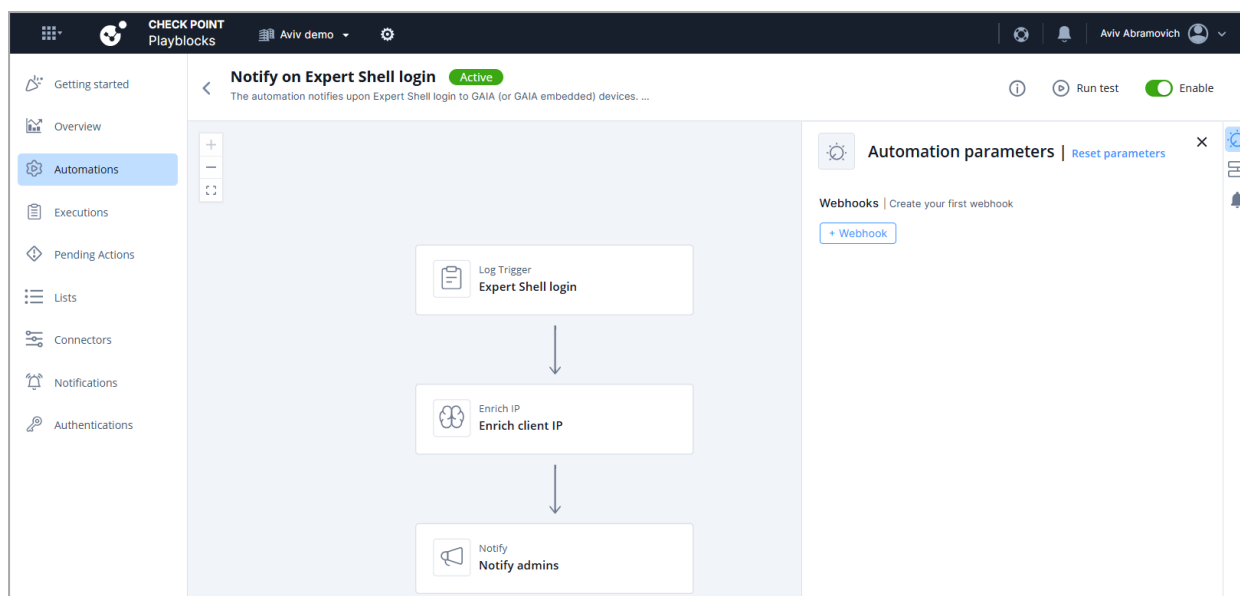 CHECK POINT
Playblocks
Aviv demo
Aviv Abramovich
Getting started
Overview
Automations
Executions
Pending Actions
Lists
Connectors
Notifications
Authentications
Notify on Expert Shell login Active
The automation notifies upon Expert Shell login to GAIA (or GAIA embedded) devices. ...
Run test
Enable
Log Trigger
Expert Shell login
Enrich IP
Enrich client IP
Notify
Notify admins
Automation parameters | Reset parameters
Webhooks | Create your first webhook
+ Webhook